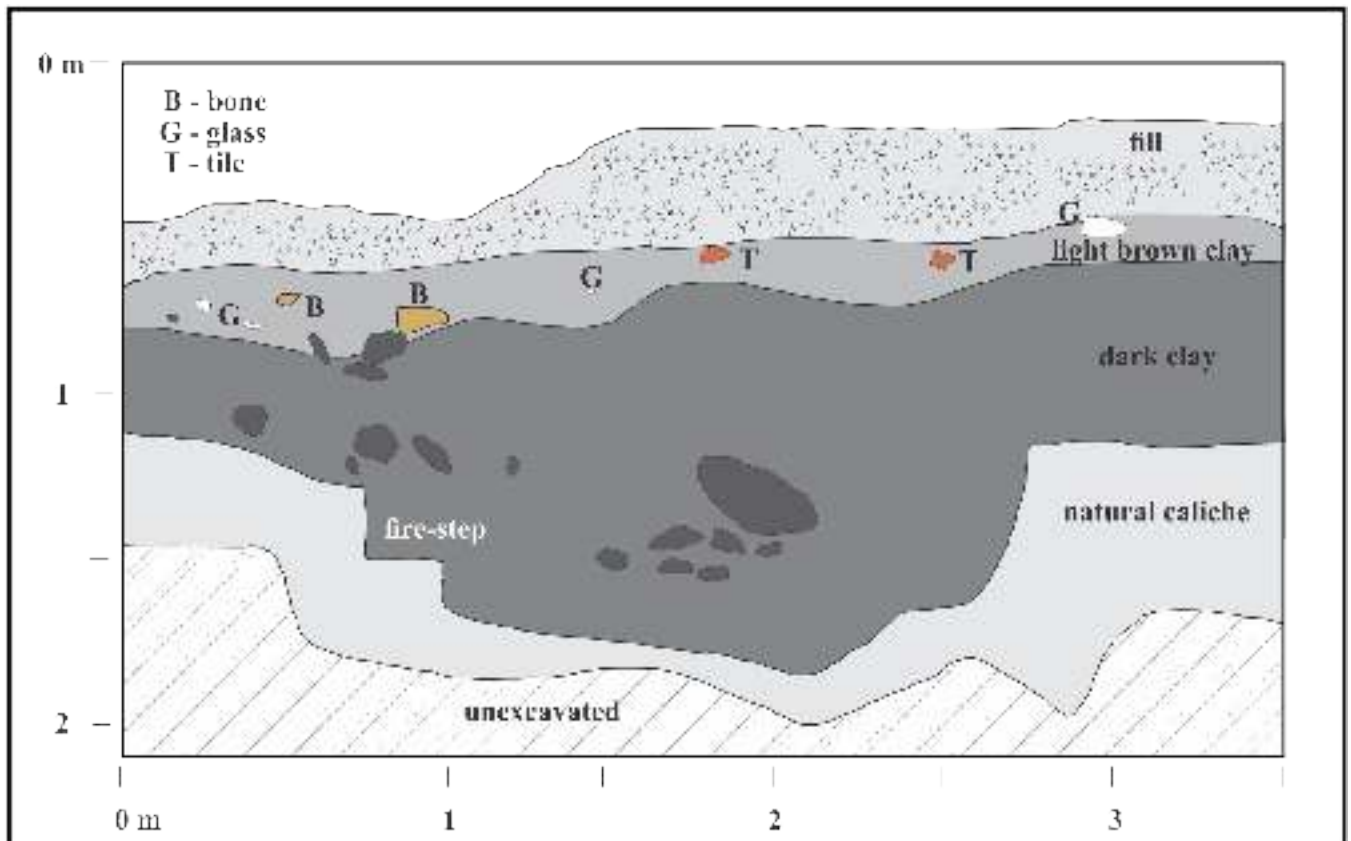 0 m
B - bone
G - glass
T - tile
fill
G
light brown clay
T
T
G
B
B
G
dark clay
1
natural caliche
fire-step
unexcavated
2
0 m 1 2 3